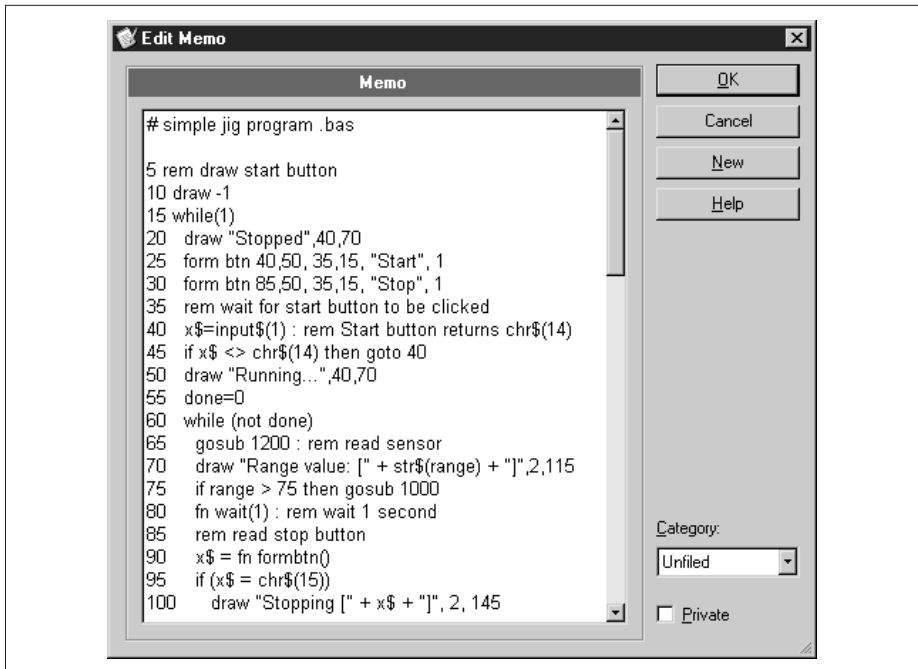 Edit Memo
Memo
# simple jig program .bas
5 rem draw start button
10 draw -1
15 while(1)
20 draw "Stopped",40,70
25 form btn 40,50, 35,15, "Start", 1
30 form btn 85,50, 35,15, "Stop", 1
35 rem wait for start button to be clicked
40 x$=input$(1) : rem Start button returns chr$(14)
45 if x$ <> chr$(14) then goto 40
50 draw "Running...",40,70
55 done=0
60 while (not done)
65 gosub 1200 : rem read sensor
70 draw "Range value: [" + str$(range) + "]",2,115
75 if range > 75 then gosub 1000
80 fn wait(1) : rem wait 1 second
85 rem read stop button
90 x$ = fn formbtn()
95 if (x$ = chr$(15))
100 draw "Stopping [" + x$ + "]", 2, 145
OK
Cancel
New
Help
Category:
Unfiled
Private